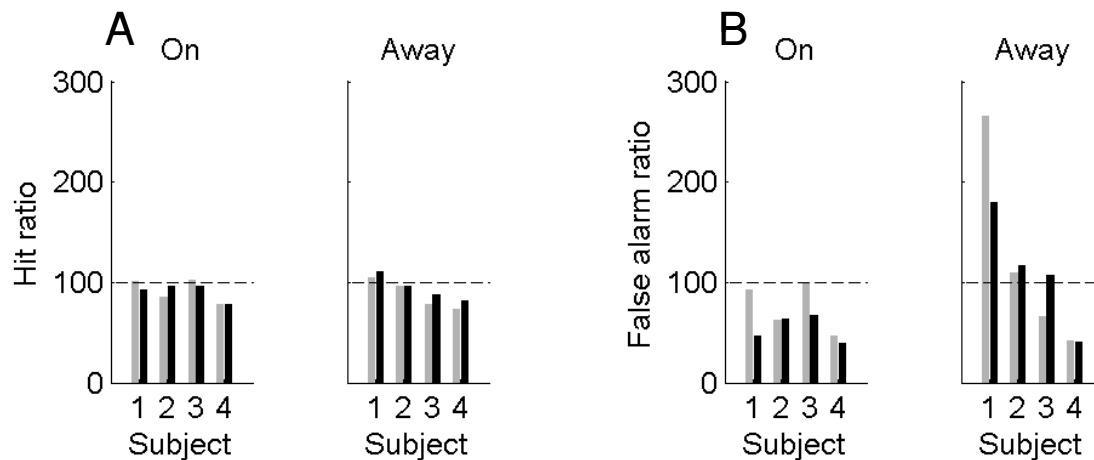 A
On
Away
Hit ratio
300
200
100
0
1 2 3 4
Subject
1 2 3 4
Subject
B
On
Away
False alarm ratio
300
200
100
0
1 2 3 4
Subject
1 2 3 4
Subject